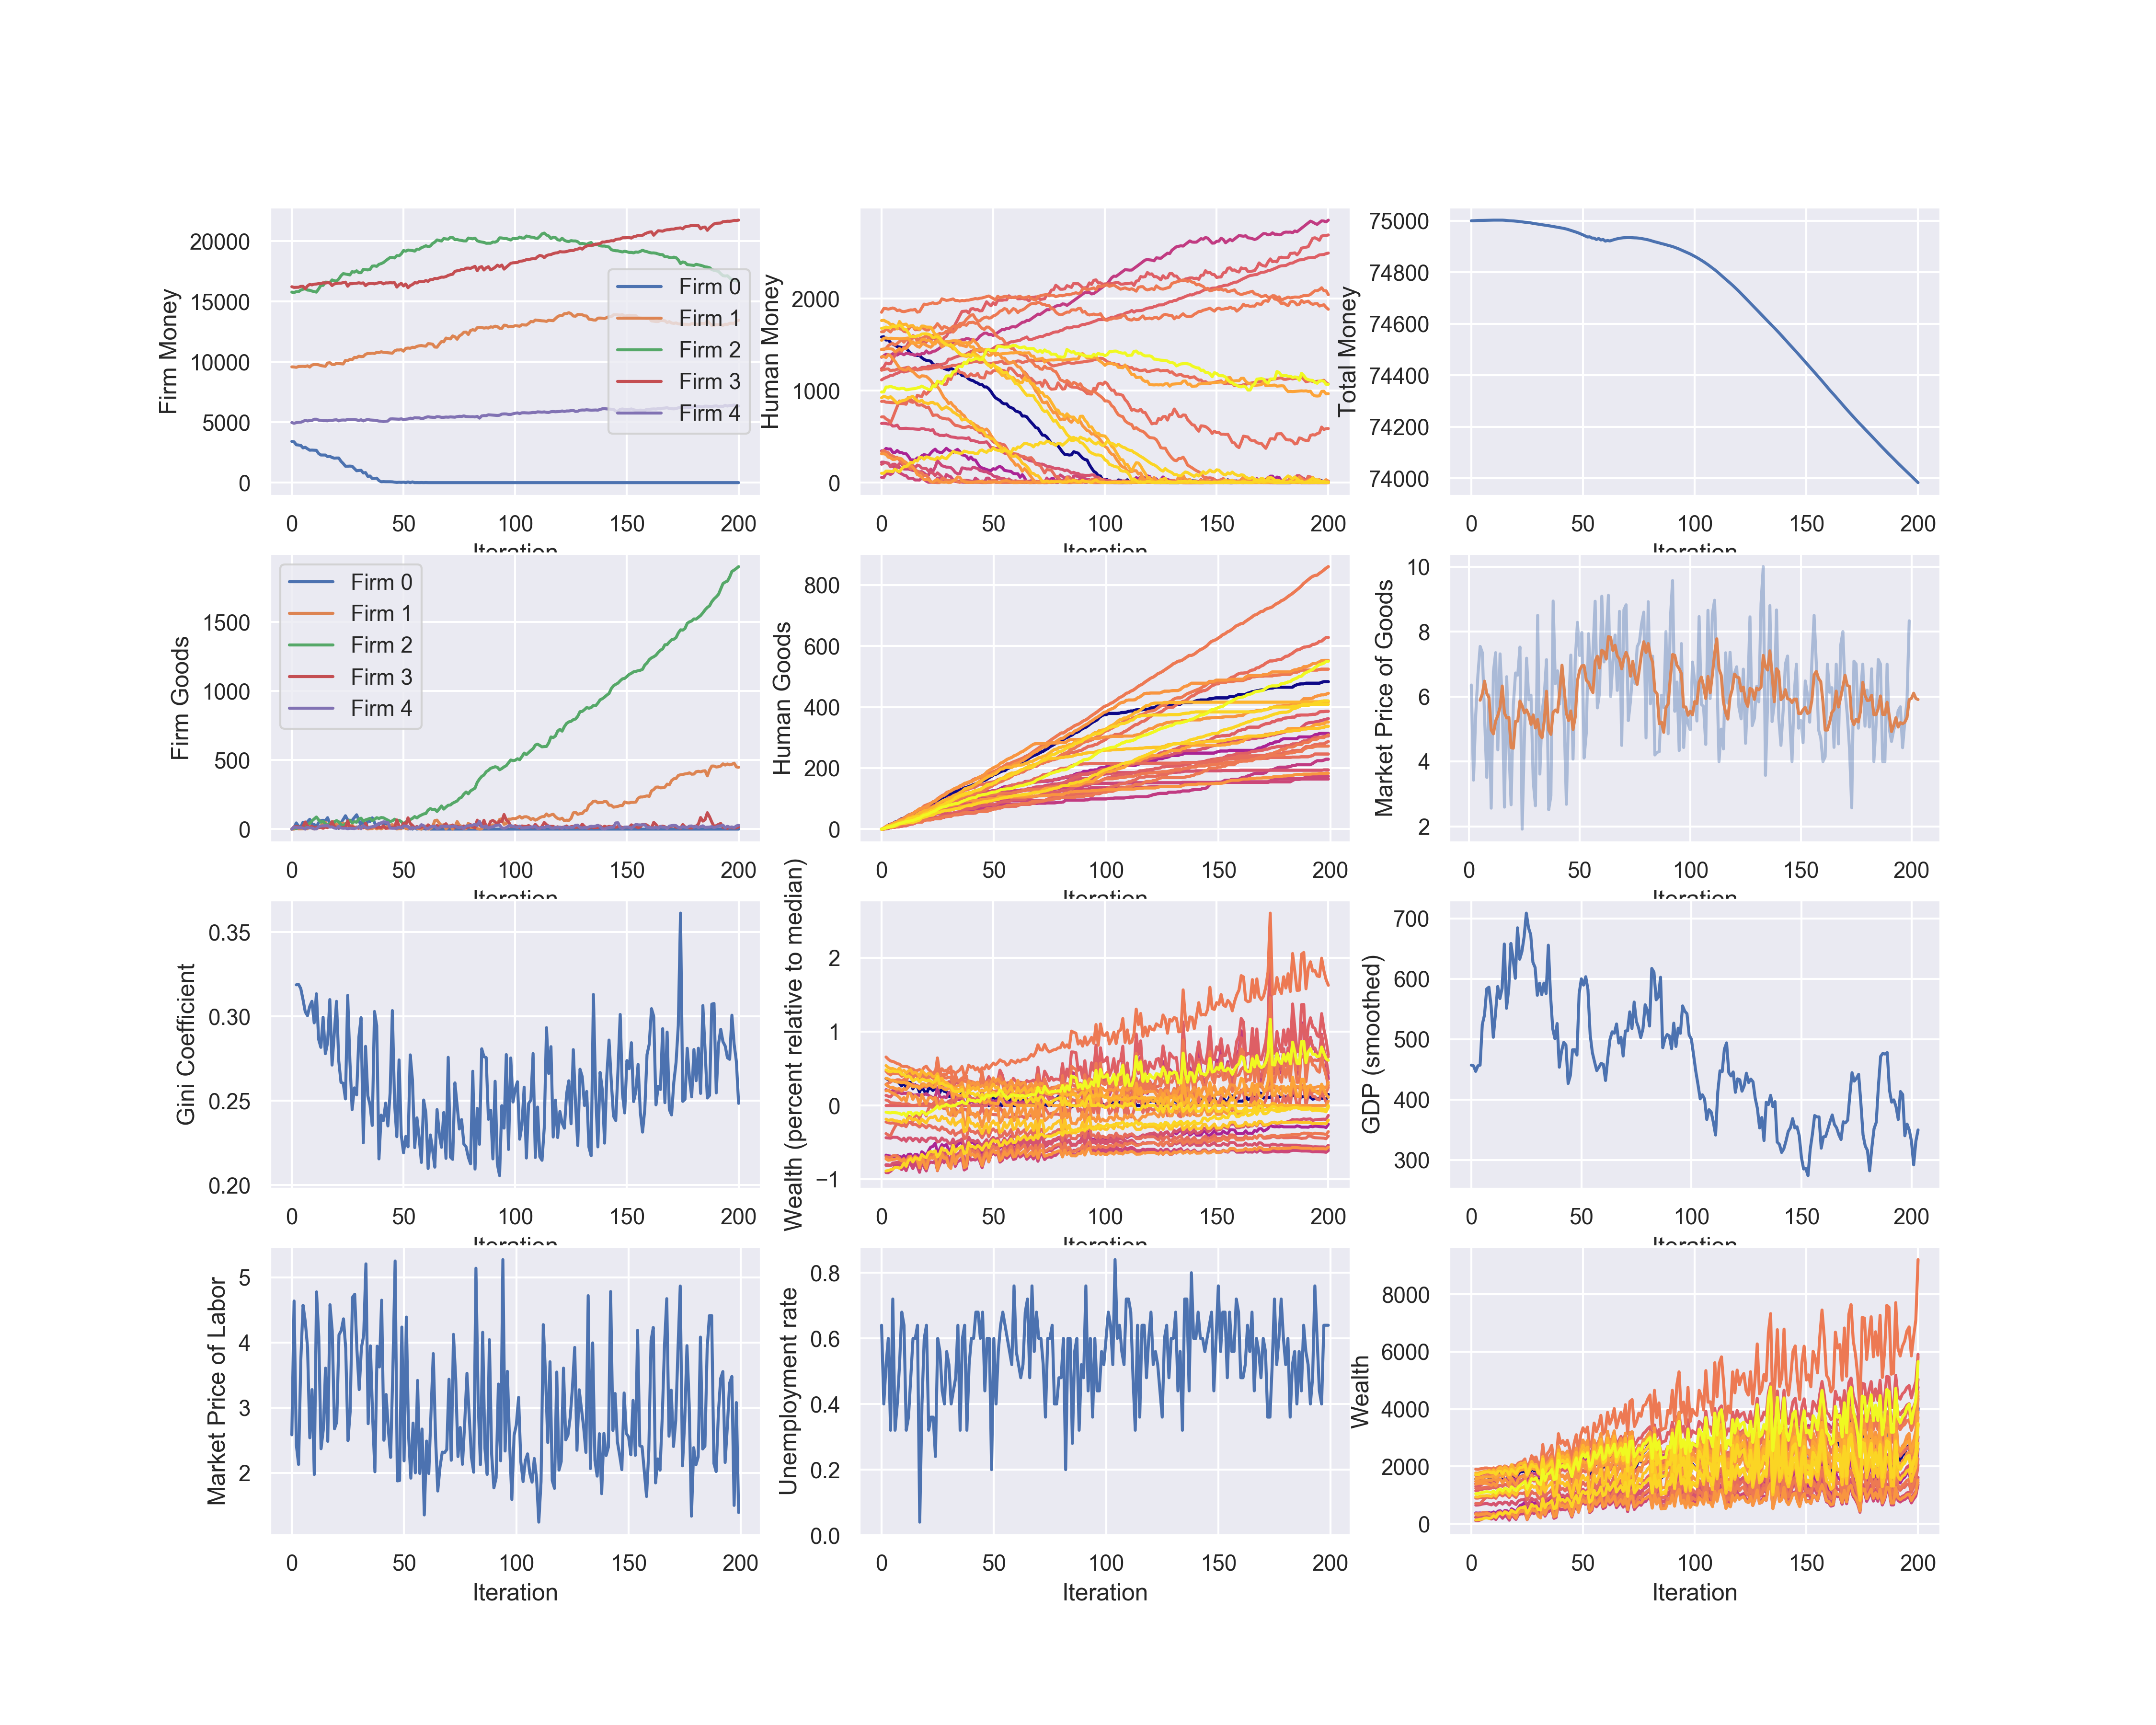 Firm Money
20000
15000
10000
5000
0
0 50 100 150 200
Iteration
Firm 0
Firm 1
Firm 2
Firm 3
Firm 4
Human Money
2000
1000
0
0 50 100 150 200
Iteration
Total Money
75000
74800
74600
74400
74200
74000
0 50 100 150 200
Iteration
Firm Goods
1500
1000
500
0
0 50 100 150 200
Iteration
Firm 0
Firm 1
Firm 2
Firm 3
Firm 4
Human Goods
800
600
400
200
0
0 50 100 150 200
Iteration
Market Price of Goods
10
8
6
4
2
0 50 100 150 200
Iteration
Gini Coefficient
0.35
0.30
0.25
0.20
0 50 100 150 200
Iteration
Wealth (percent relative to median)
2
1
0
−1
0 50 100 150 200
Iteration
GDP (smoothed)
700
600
500
400
300
0 50 100 150 200
Iteration
Market Price of Labor
5
4
3
2
0 50 100 150 200
Iteration
Unemployment rate
0.8
0.6
0.4
0.2
0.0
0 50 100 150 200
Iteration
Wealth
8000
6000
4000
2000
0
0 50 100 150 200
Iteration